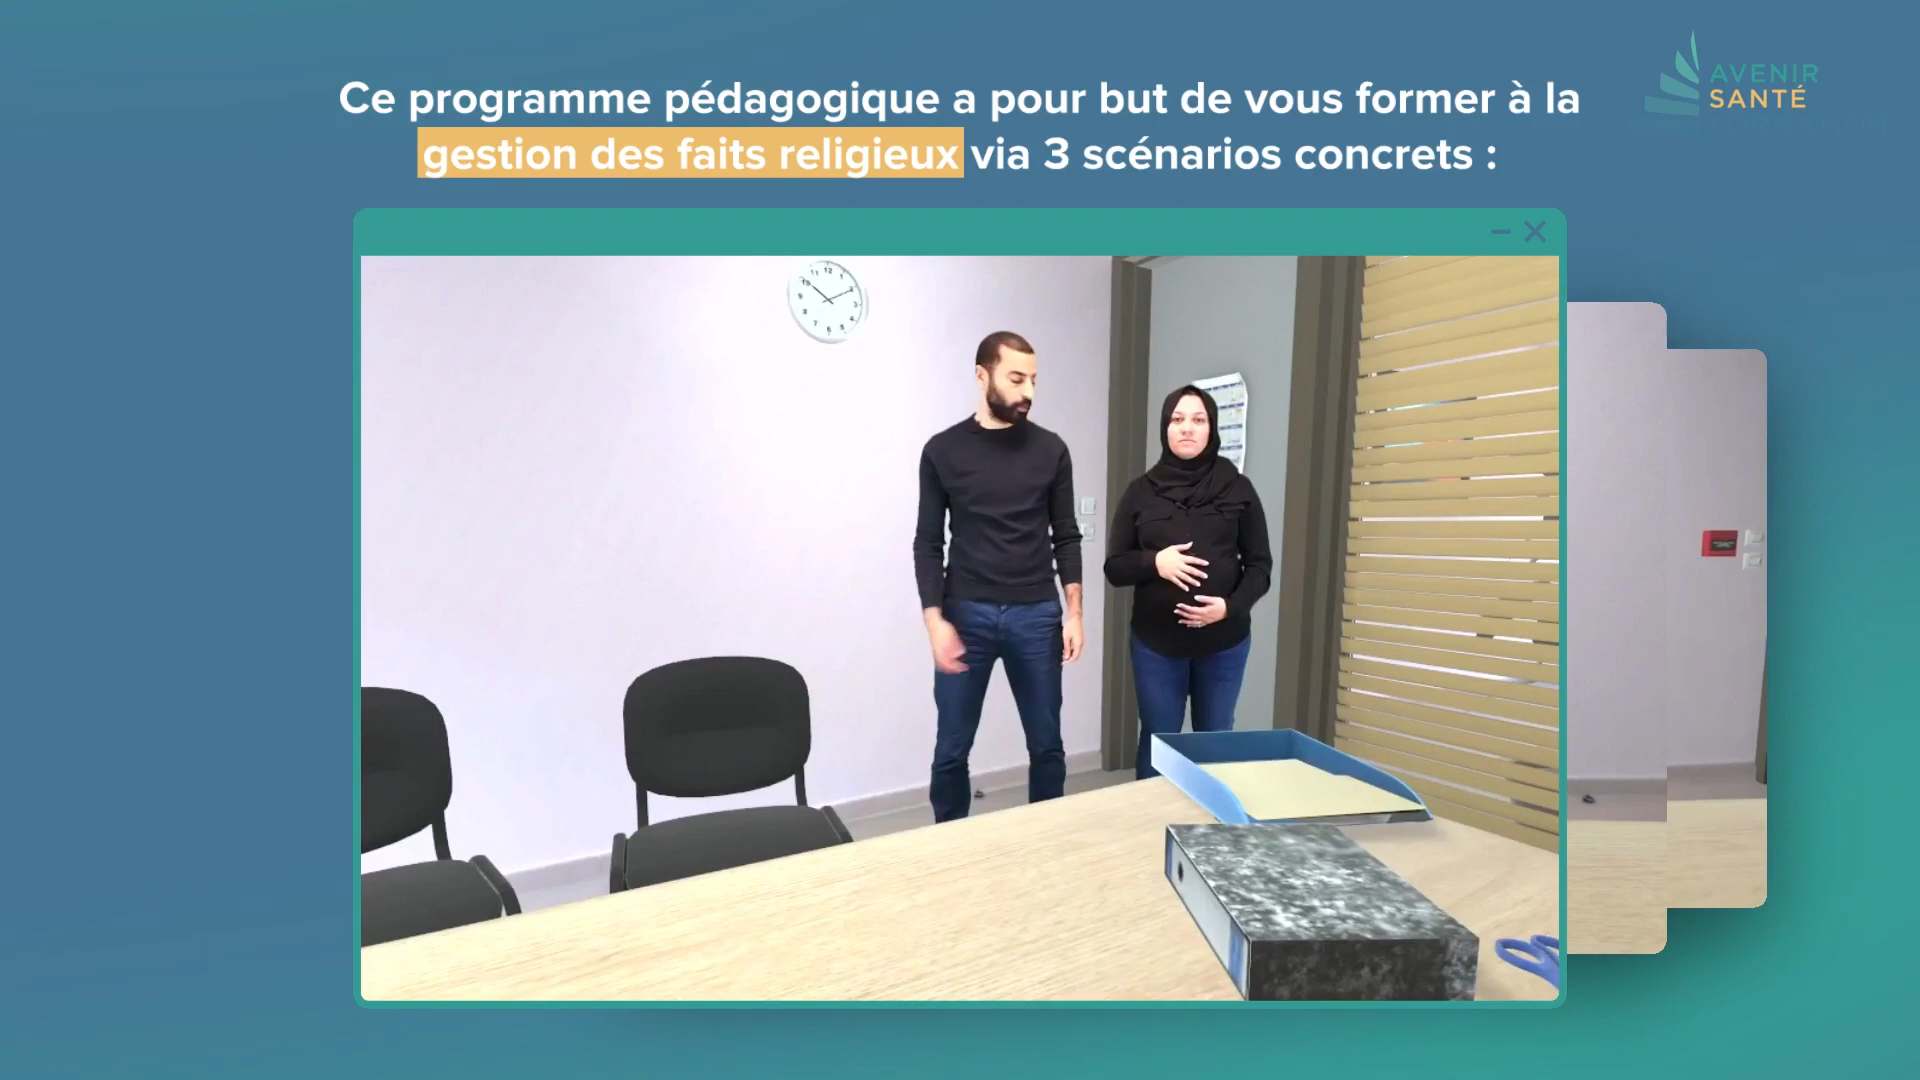 Ce programme pédagogique a pour but de vous former à la
gestion des faits religieux via 3 scénarios concrets :
AVENIR
SANTÉ